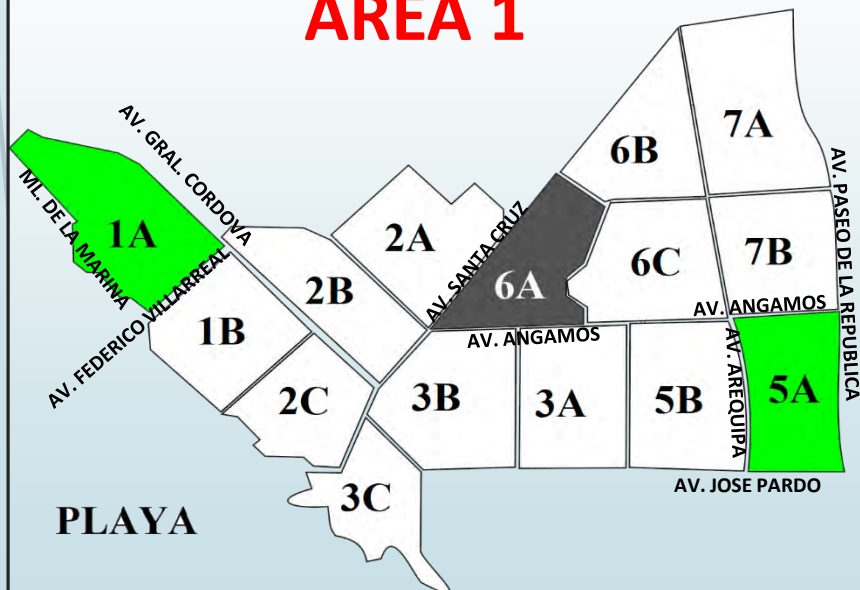 AREA 1
AV. GRAL. CORDOVA
ML. DE LA MARINA
AV. FEDERICO VILLARREAL
AV. SANTA CRUZ
AV. PASEO DE LA REPUBLICA
7A
6B
1A
2A
6C
7B
2B
6A
AV. ANGAMOS
1B
AV. ANGAMOS
AV. AREQUIPA
2C
3B
3A
5B
5A
AV. JOSE PARDO
3C
PLAYA